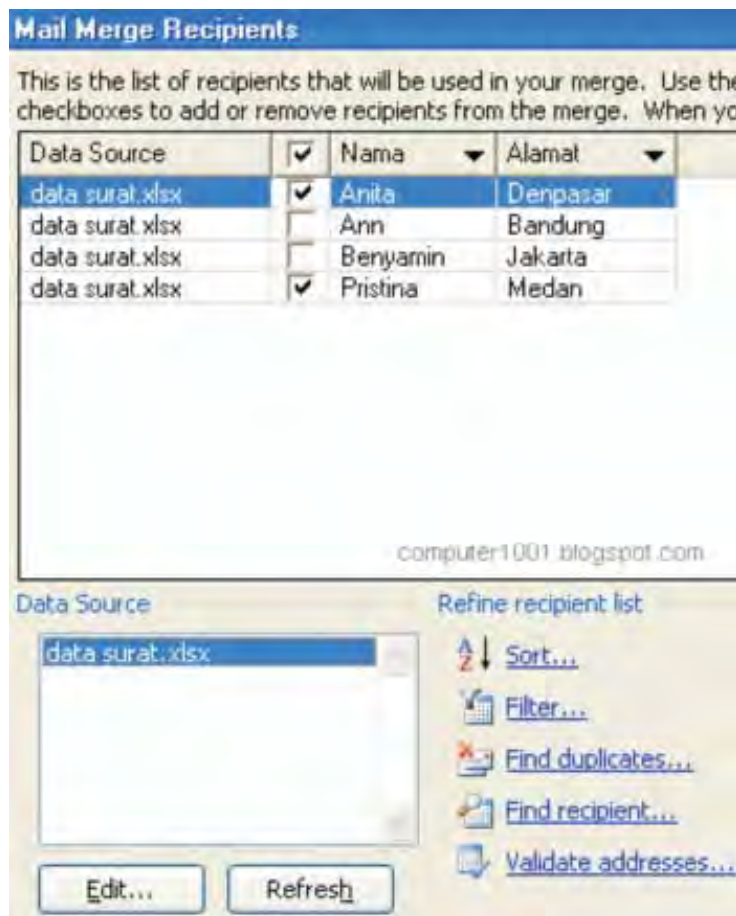 Mail Merge Recipients
This is the list of recipients that will be used in your merge. Use the
checkboxes to add or remove recipients from the merge. When yo
Data Source Nama Alamat
data surat.xlsx Anita Denpasar
data surat.xlsx Ann Bandung
data surat.xlsx Benyamin Jakarta
data surat.xlsx Pristina Medan
computer1001.blogspot.com
Data Source Refine recipient list
data surat.xlsx
Sort...
Filter...
Find duplicates...
Find recipient...
Validate addresses...
Edit... Refresh